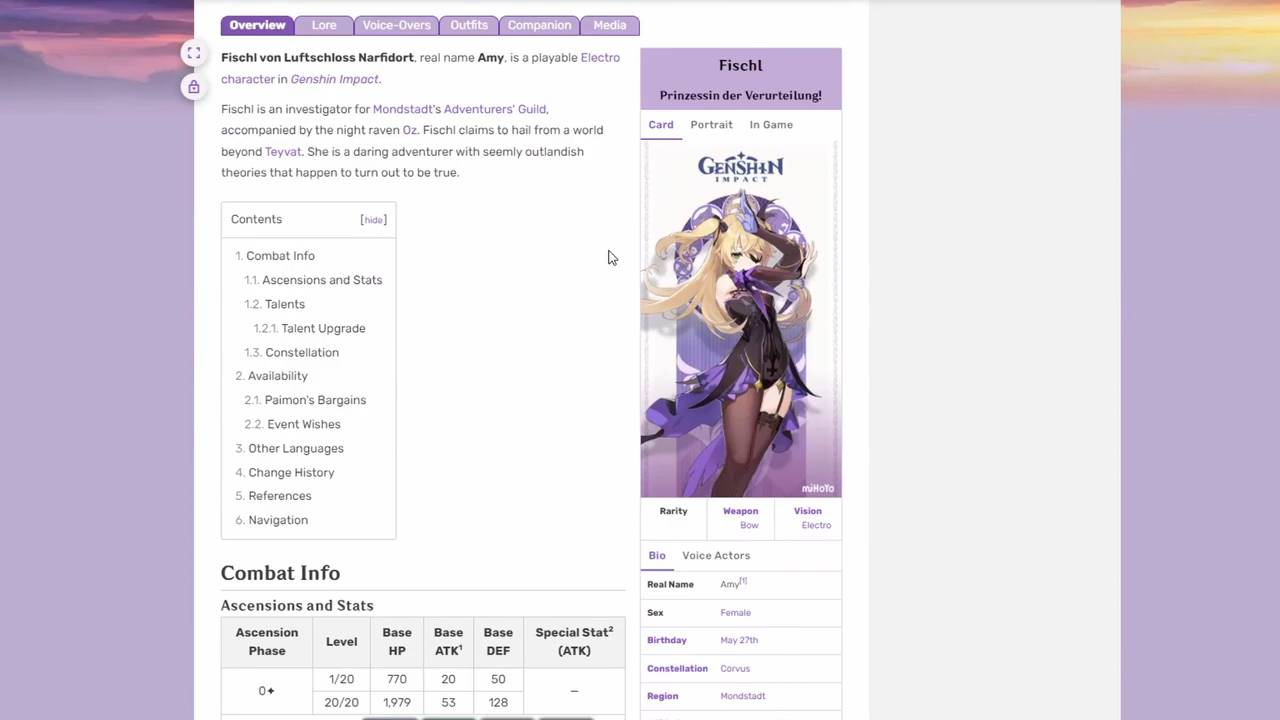 Overview Lore Voice-Overs Outfits Companion Media
Fischl von Luftschloss Narfidort, real name Amy, is a playable Electro
character in Genshin Impact.
Fischl is an investigator for Mondstadt's Adventurers' Guild,
accompanied by the night raven Oz. Fischl claims to hail from a world
beyond Teyvat. She is a daring adventurer with seemly outlandish
theories that happen to turn out to be true.
Contents [hide]
1. Combat Info
1.1. Ascensions and Stats
1.2. Talents
1.2.1. Talent Upgrade
1.3. Constellation
2. Availability
2.1. Paimon's Bargains
2.2. Event Wishes
3. Other Languages
4. Change History
5. References
6. Navigation
Combat Info
Ascensions and Stats
Ascension Phase Level Base HP Base ATK¹ Base DEF Special Stat² (ATK)
0✦ 1/20 770 20 50 —
20/20 1,979 53 128
Fischl
Prinzessin der Verurteilung!
Card Portrait In Game
GENSHIN
IMPACT
miHoYo
Rarity Weapon Vision
Bow Electro
Bio Voice Actors
Real Name Amy[1]
Sex Female
Birthday May 27th
Constellation Corvus
Region Mondstadt